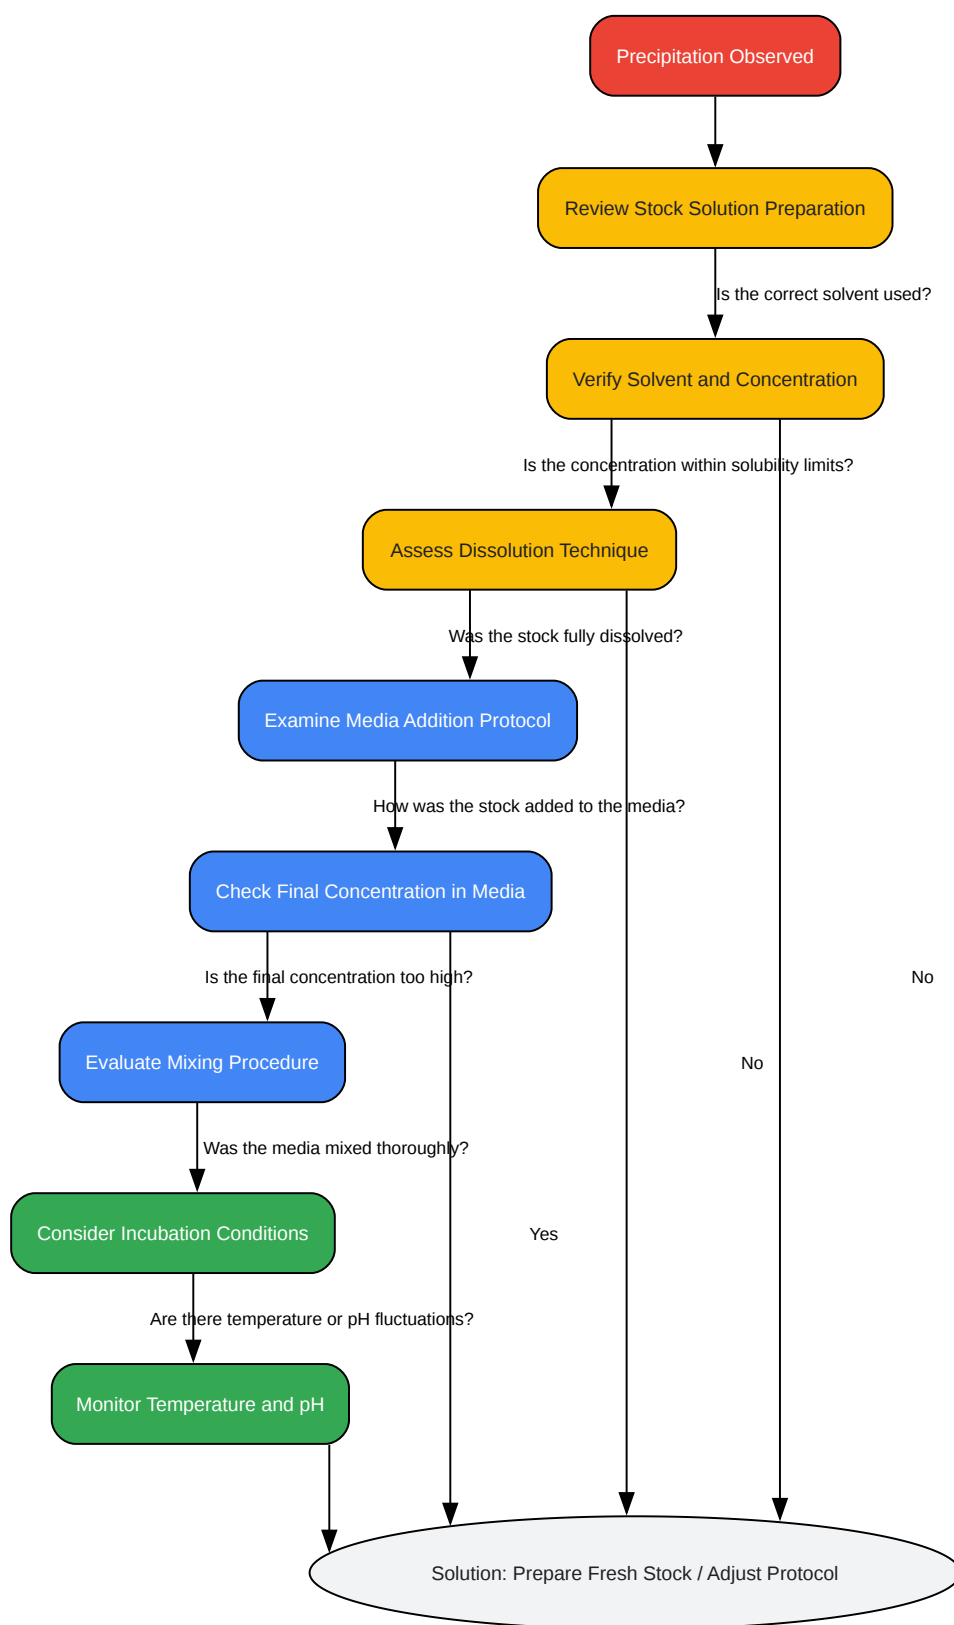 Precipitation Observed
Review Stock Solution Preparation
Is the correct solvent used?
Verify Solvent and Concentration
Is the concentration within solubility limits?
Assess Dissolution Technique
Was the stock fully dissolved?
Examine Media Addition Protocol
How was the stock added to the media?
Check Final Concentration in Media
Is the final concentration too high?
No
Evaluate Mixing Procedure
No
Was the media mixed thoroughly?
Consider Incubation Conditions
Yes
Are there temperature or pH fluctuations?
Monitor Temperature and pH
Solution: Prepare Fresh Stock / Adjust Protocol